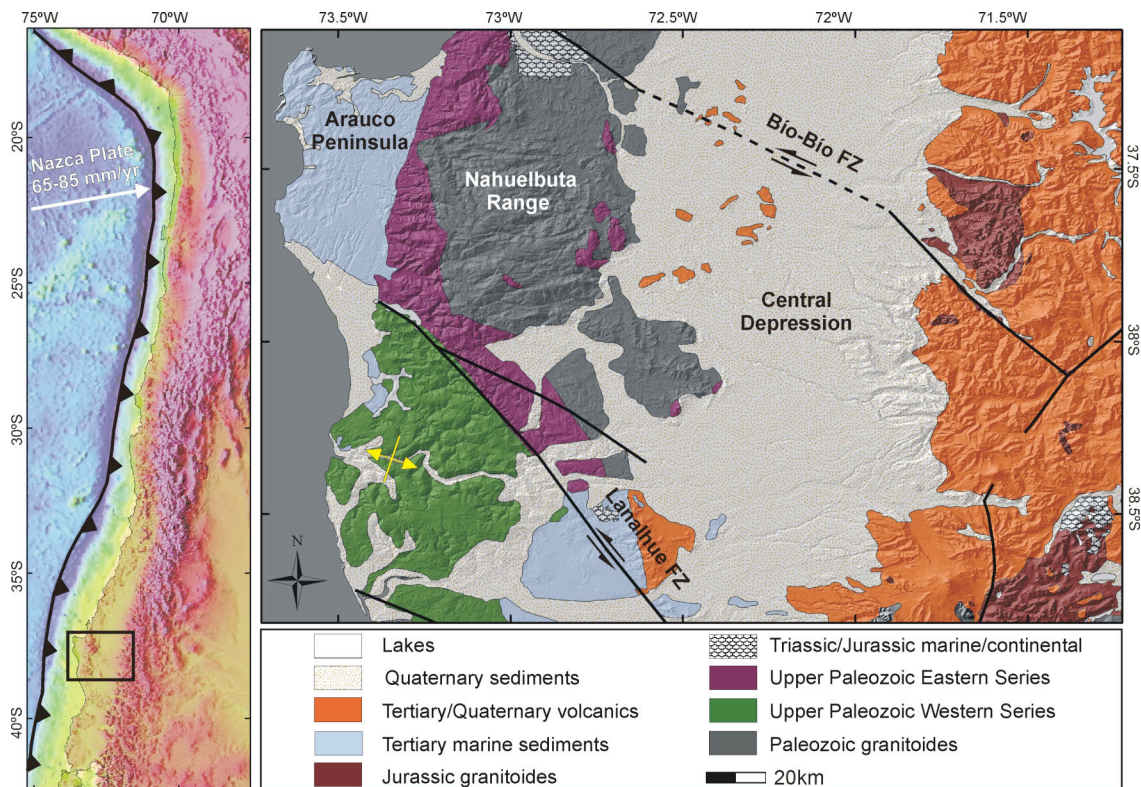 75°W
70°W
73.5°W
73°W
72.5°W
72°W
71.5°W
20°S
25°S
30°S
35°S
40°S
Nazca Plate
65-85 mm/yr
Arauco
Peninsula
Nahuelbuta
Range
Bío-Bío FZ
Central
Depression
Lanalhue FZ
37.5°S
38°S
38.5°S
N
Lakes
Quaternary sediments
Tertiary/Quaternary volcanics
Tertiary marine sediments
Jurassic granitoides
Triassic/Jurassic marine/continental
Upper Paleozoic Eastern Series
Upper Paleozoic Western Series
Paleozoic granitoides
20km